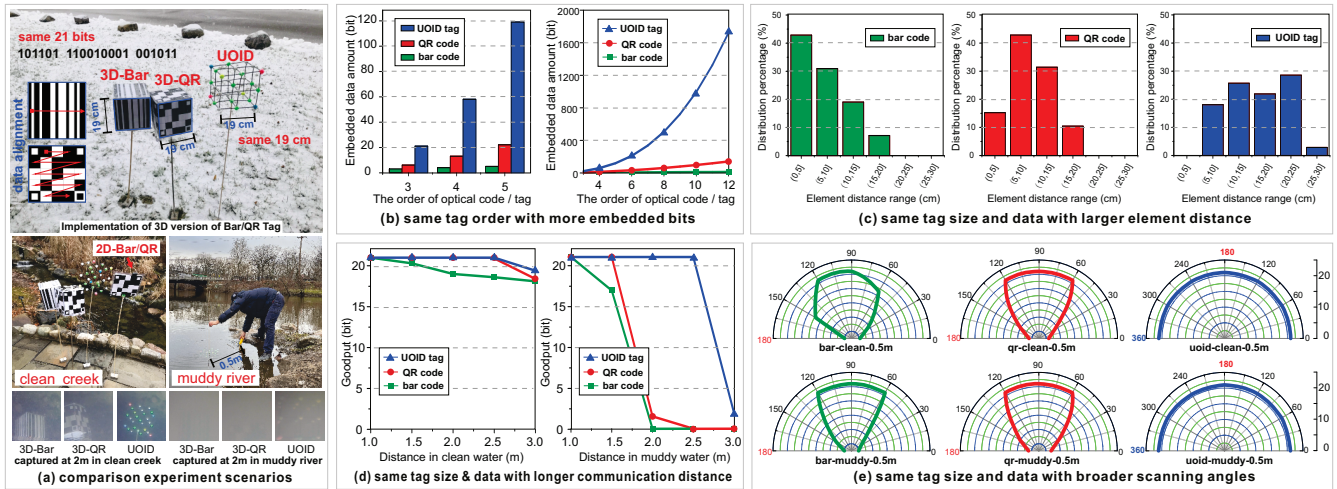 same 21 bits
101101 110010001 001011
UOID
3D-Bar
3D-QR
19 cm
19 cm
19 cm
same 19 cm
data alignment
Implementation of 3D version of Bar/QR Tag
2D-Bar/QR
0.5m
clean creek
muddy river
3D-Bar 3D-QR UOID 3D-Bar 3D-QR UOID
captured at 2m in clean creek captured at 2m in muddy river
(a) comparison experiment scenarios
Embedded data amount (bit)
120
100
80
60
40
20
0
UOID tag
QR code
bar code
3 4 5
The order of optical code / tag
Embedded data amount (bit)
2000
1600
1200
800
400
0
UOID tag
QR code
bar code
4 6 8 10 12
The order of optical code / tag
(b) same tag order with more embedded bits
Distribution percentage (%)
50
40
30
20
10
0
bar code
(0,5] (5,10] (10,15] (15,20] (20,25] (25,30]
Element distance range (cm)
Distribution percentage (%)
50
40
30
20
10
0
QR code
(0,5] (5,10] (10,15] (15,20] (20,25] (25,30]
Element distance range (cm)
Distribution percentage (%)
50
40
30
20
10
0
UOID tag
(0,5] (5,10] (10,15] (15,20] (20,25] (25,30]
Element distance range (cm)
(c) same tag size and data with larger element distance
Goodput (bit)
20
15
10
5
0
UOID tag
QR code
bar code
1.0 1.5 2.0 2.5 3.0
Distance in clean water (m)
Goodput (bit)
20
15
10
5
0
UOID tag
QR code
bar code
1.0 1.5 2.0 2.5 3.0
Distance in muddy water (m)
(d) same tag size & data with longer communication distance
90
120 60
150 30
180 0
bar-clean-0.5m
90
120 60
150 30
180 0
qr-clean-0.5m
180
240 120
300 60
360 0
uoid-clean-0.5m
20
10
0
90
120 60
150 30
180 0
bar-muddy-0.5m
90
120 60
150 30
180 0
qr-muddy-0.5m
180
240 120
300 60
360 0
uoid-muddy-0.5m
20
10
0
(e) same tag size and data with broader scanning angles